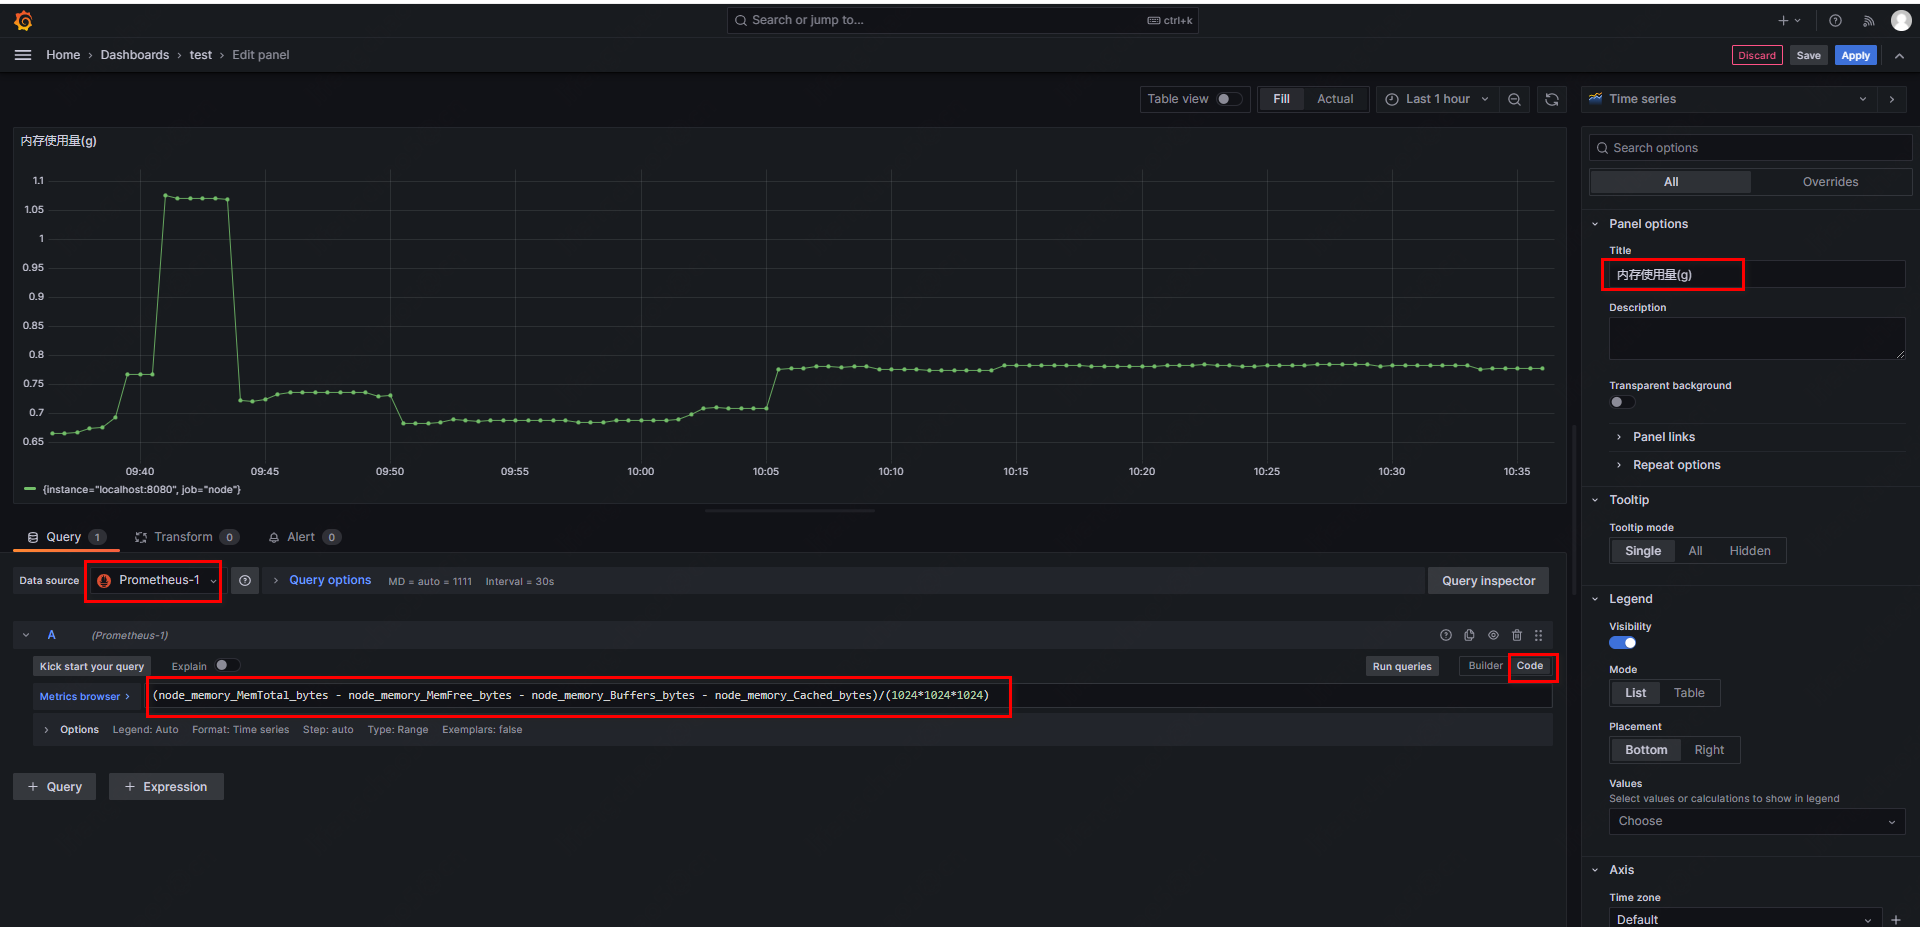 Search or jump to...
ctrl+k
Home › Dashboards › test › Edit panel
Discard
Save
Apply
Table view
Fill
Actual
Last 1 hour
Time series
内存使用量(g)
1.1
1.05
1
0.95
0.9
0.85
0.8
0.75
0.7
0.65
09:40
09:45
09:50
09:55
10:00
10:05
10:10
10:15
10:20
10:25
10:30
10:35
{instance="localhost:8080", job="node"}
Query 1
Transform 0
Alert 0
Data source
Prometheus-1
Query options
MD = auto = 1111
Interval = 30s
Query inspector
A
(Prometheus-1)
Kick start your query
Explain
Run queries
Builder
Code
Metrics browser
(node_memory_MemTotal_bytes - node_memory_MemFree_bytes - node_memory_Buffers_bytes - node_memory_Cached_bytes)/(1024*1024*1024)
Options
Legend: Auto
Format: Time series
Step: auto
Type: Range
Exemplars: false
+ Query
+ Expression
Search options
All
Overrides
Panel options
Title
内存使用量(g)
Description
Transparent background
Panel links
Repeat options
Tooltip
Tooltip mode
Single
All
Hidden
Legend
Visibility
Mode
List
Table
Placement
Bottom
Right
Values
Select values or calculations to show in legend
Choose
Axis
Time zone
Default